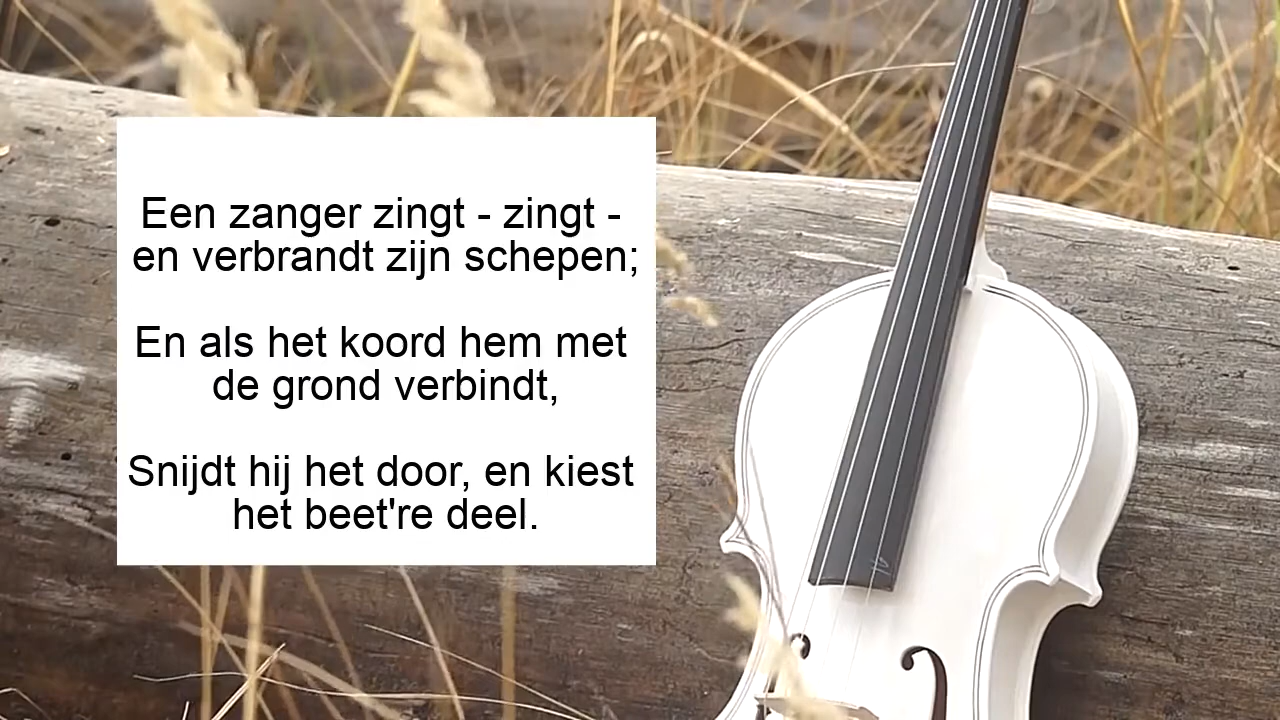 Een zanger zingt - zingt -
en verbrandt zijn schepen;
En als het koord hem met
de grond verbindt,
Snijdt hij het door, en kiest
het beet're deel.